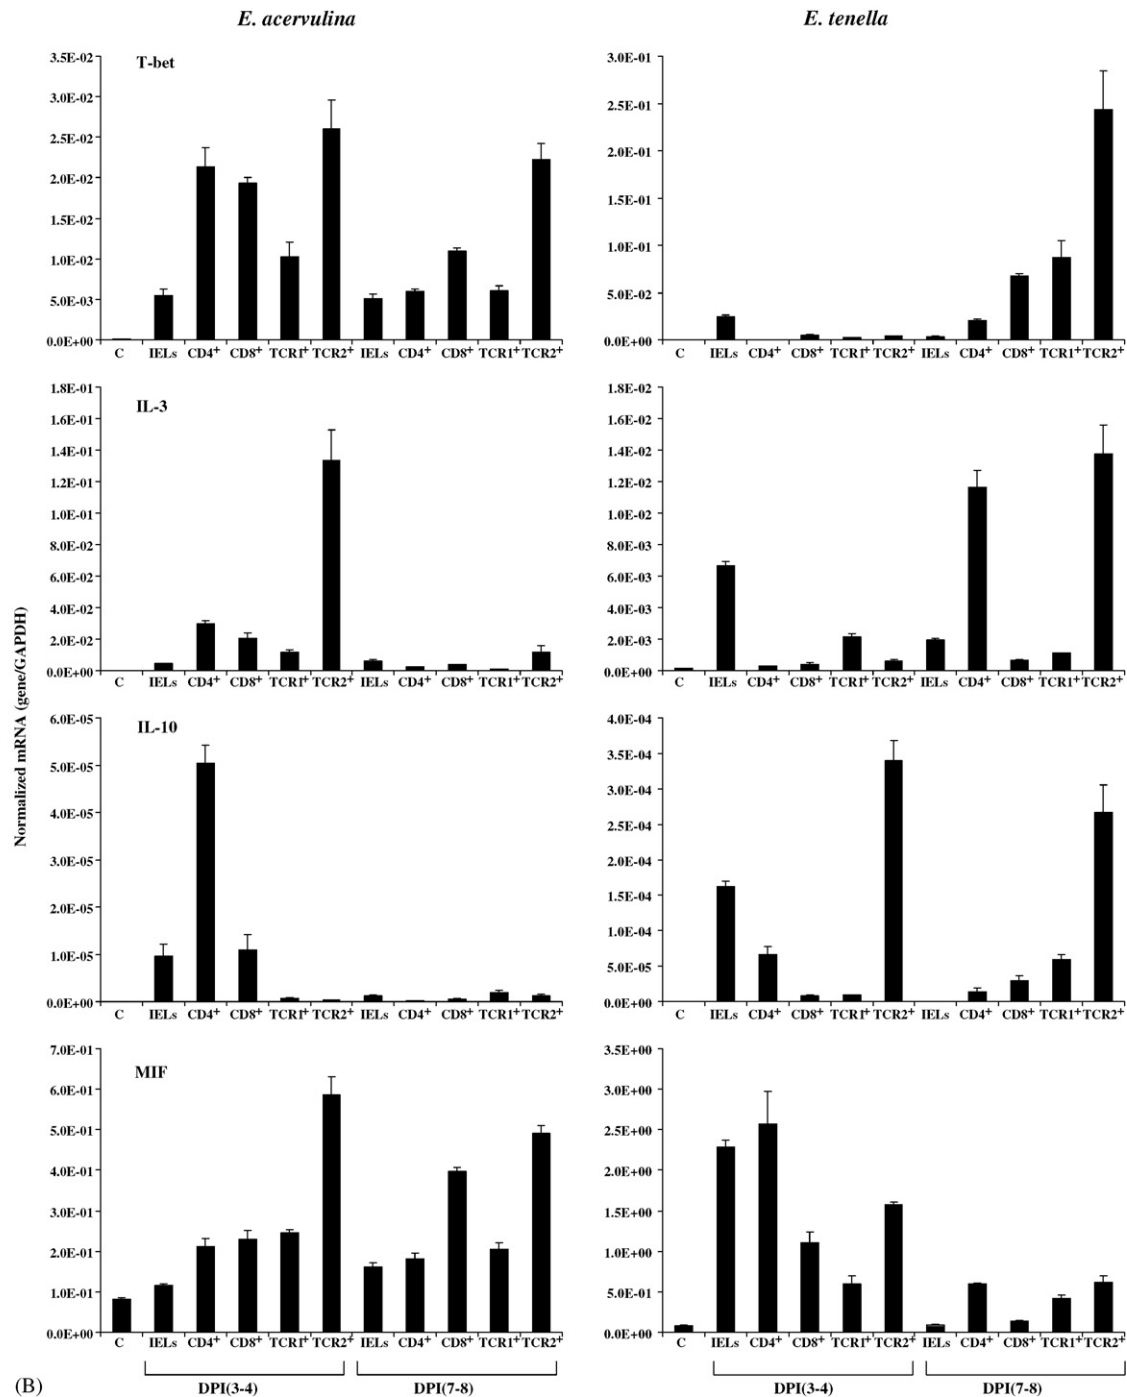 E. acervulina
E. tenella
Normalized mRNA (gene/GAPDH)
T-bet
3.5E-02
3.0E-02
2.5E-02
2.0E-02
1.5E-02
1.0E-02
5.0E-03
0.0E+00
C IELs CD4+ CD8+ TCR1+ TCR2+ IELs CD4+ CD8+ TCR1+ TCR2+
3.0E-01
2.5E-01
2.0E-01
1.5E-01
1.0E-01
5.0E-02
0.0E+00
C IELs CD4+ CD8+ TCR1+ TCR2+ IELs CD4+ CD8+ TCR1+ TCR2+
IL-3
1.8E-01
1.6E-01
1.4E-01
1.2E-01
1.0E-01
8.0E-02
6.0E-02
4.0E-02
2.0E-02
0.0E+00
C IELs CD4+ CD8+ TCR1+ TCR2+ IELs CD4+ CD8+ TCR1+ TCR2+
1.8E-02
1.6E-02
1.4E-02
1.2E-02
1.0E-02
8.0E-03
6.0E-03
4.0E-03
2.0E-03
0.0E+00
C IELs CD4+ CD8+ TCR1+ TCR2+ IELs CD4+ CD8+ TCR1+ TCR2+
IL-10
6.0E-05
5.0E-05
4.0E-05
3.0E-05
2.0E-05
1.0E-05
0.0E+00
C IELs CD4+ CD8+ TCR1+ TCR2+ IELs CD4+ CD8+ TCR1+ TCR2+
4.0E-04
3.5E-04
3.0E-04
2.5E-04
2.0E-04
1.5E-04
1.0E-04
5.0E-05
0.0E+00
C IELs CD4+ CD8+ TCR1+ TCR2+ IELs CD4+ CD8+ TCR1+ TCR2+
MIF
7.0E-01
6.0E-01
5.0E-01
4.0E-01
3.0E-01
2.0E-01
1.0E-01
0.0E+00
C IELs CD4+ CD8+ TCR1+ TCR2+ IELs CD4+ CD8+ TCR1+ TCR2+
3.5E+00
3.0E+00
2.5E+00
2.0E+00
1.5E+00
1.0E+00
5.0E-01
0.0E+00
C IELs CD4+ CD8+ TCR1+ TCR2+ IELs CD4+ CD8+ TCR1+ TCR2+
(B)
DPI(3-4) DPI(7-8)
DPI(3-4) DPI(7-8)